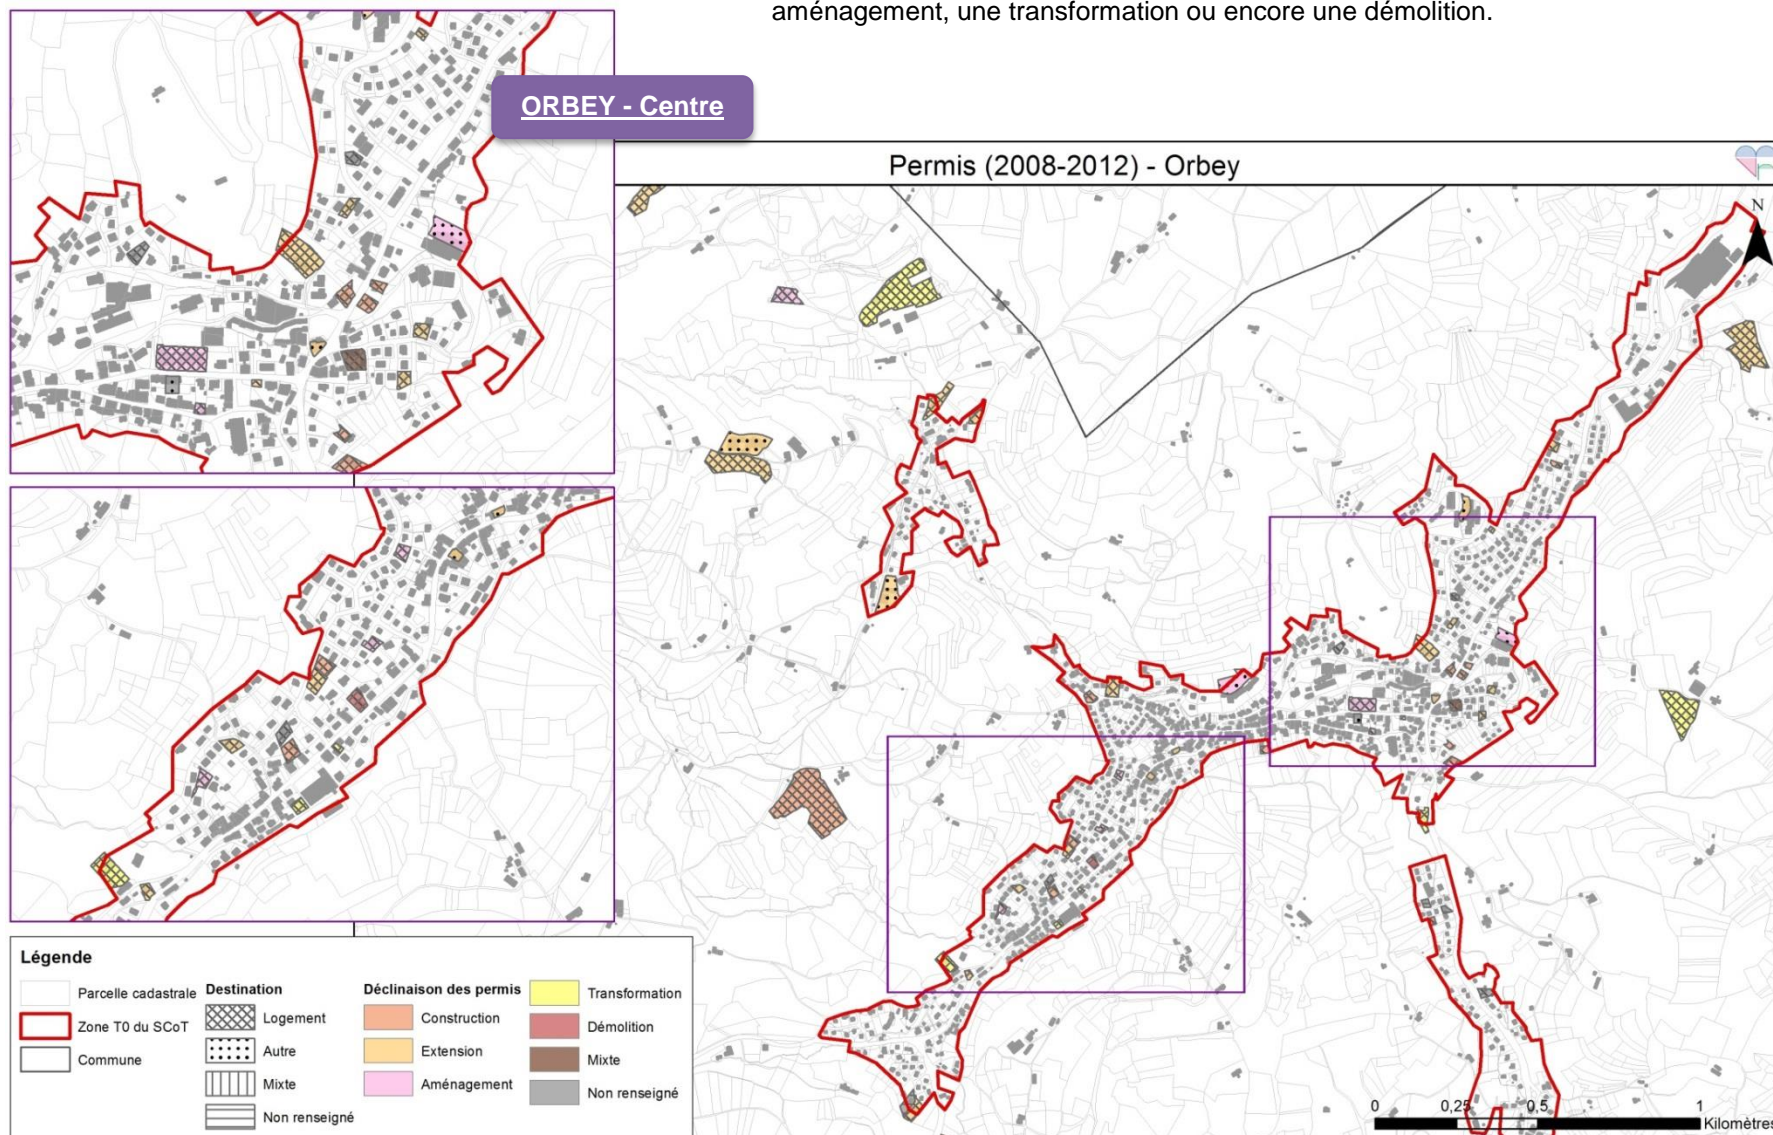 aménagement, une transformation ou encore une démolition.
ORBEY - Centre
Permis (2008-2012) - Orbey
N
Légende
Parcelle cadastrale
Zone T0 du SCoT
Commune
Destination
Logement
Autre
Mixte
Non renseigné
Déclinaison des permis
Construction
Extension
Aménagement
Transformation
Démolition
Mixte
Non renseigné
0 0,25 0,5 1
Kilomètres